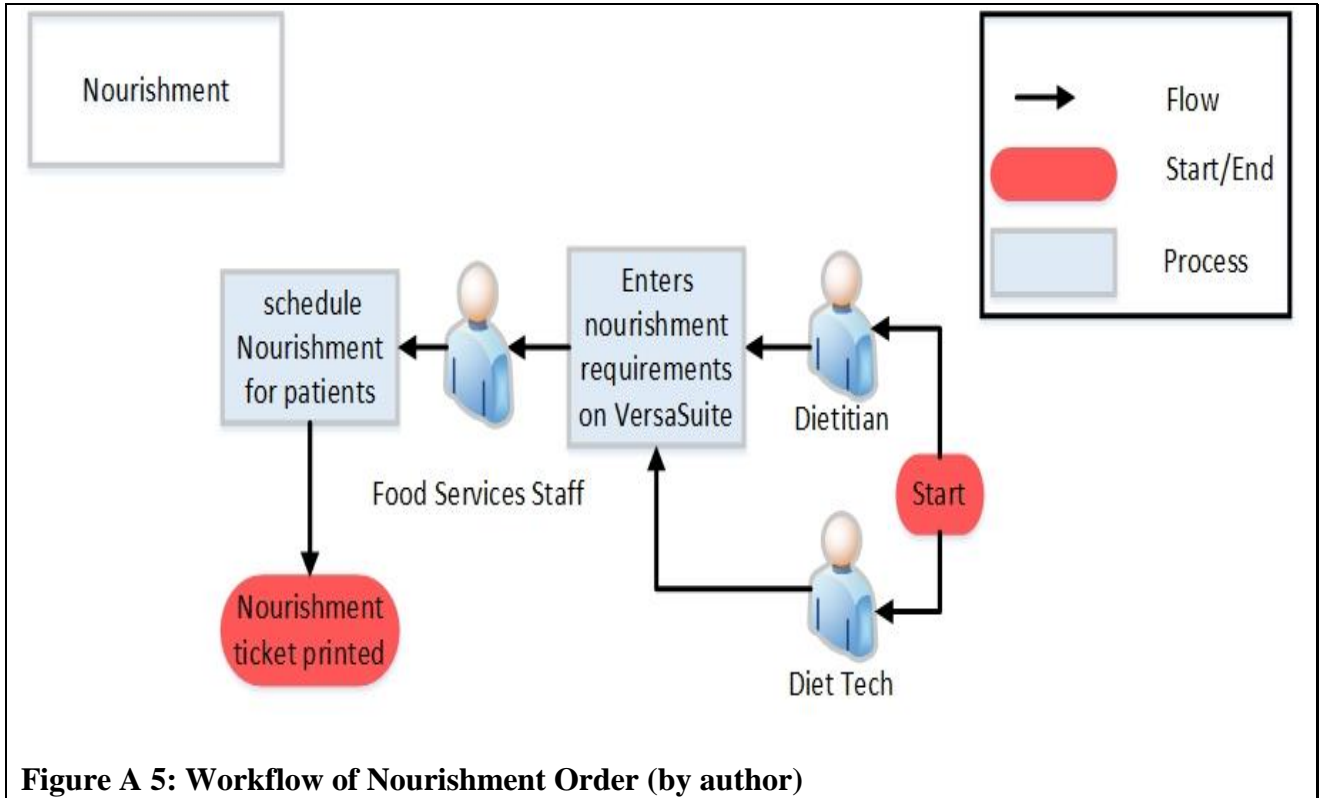 Nourishment
Flow
Start/End
Process
schedule
Nourishment
for patients
Enters
nourishment
requirements
on VersaSuite
Dietitian
Food Services Staff
Start
Nourishment
ticket printed
Diet Tech
Figure A 5: Workflow of Nourishment Order (by author)